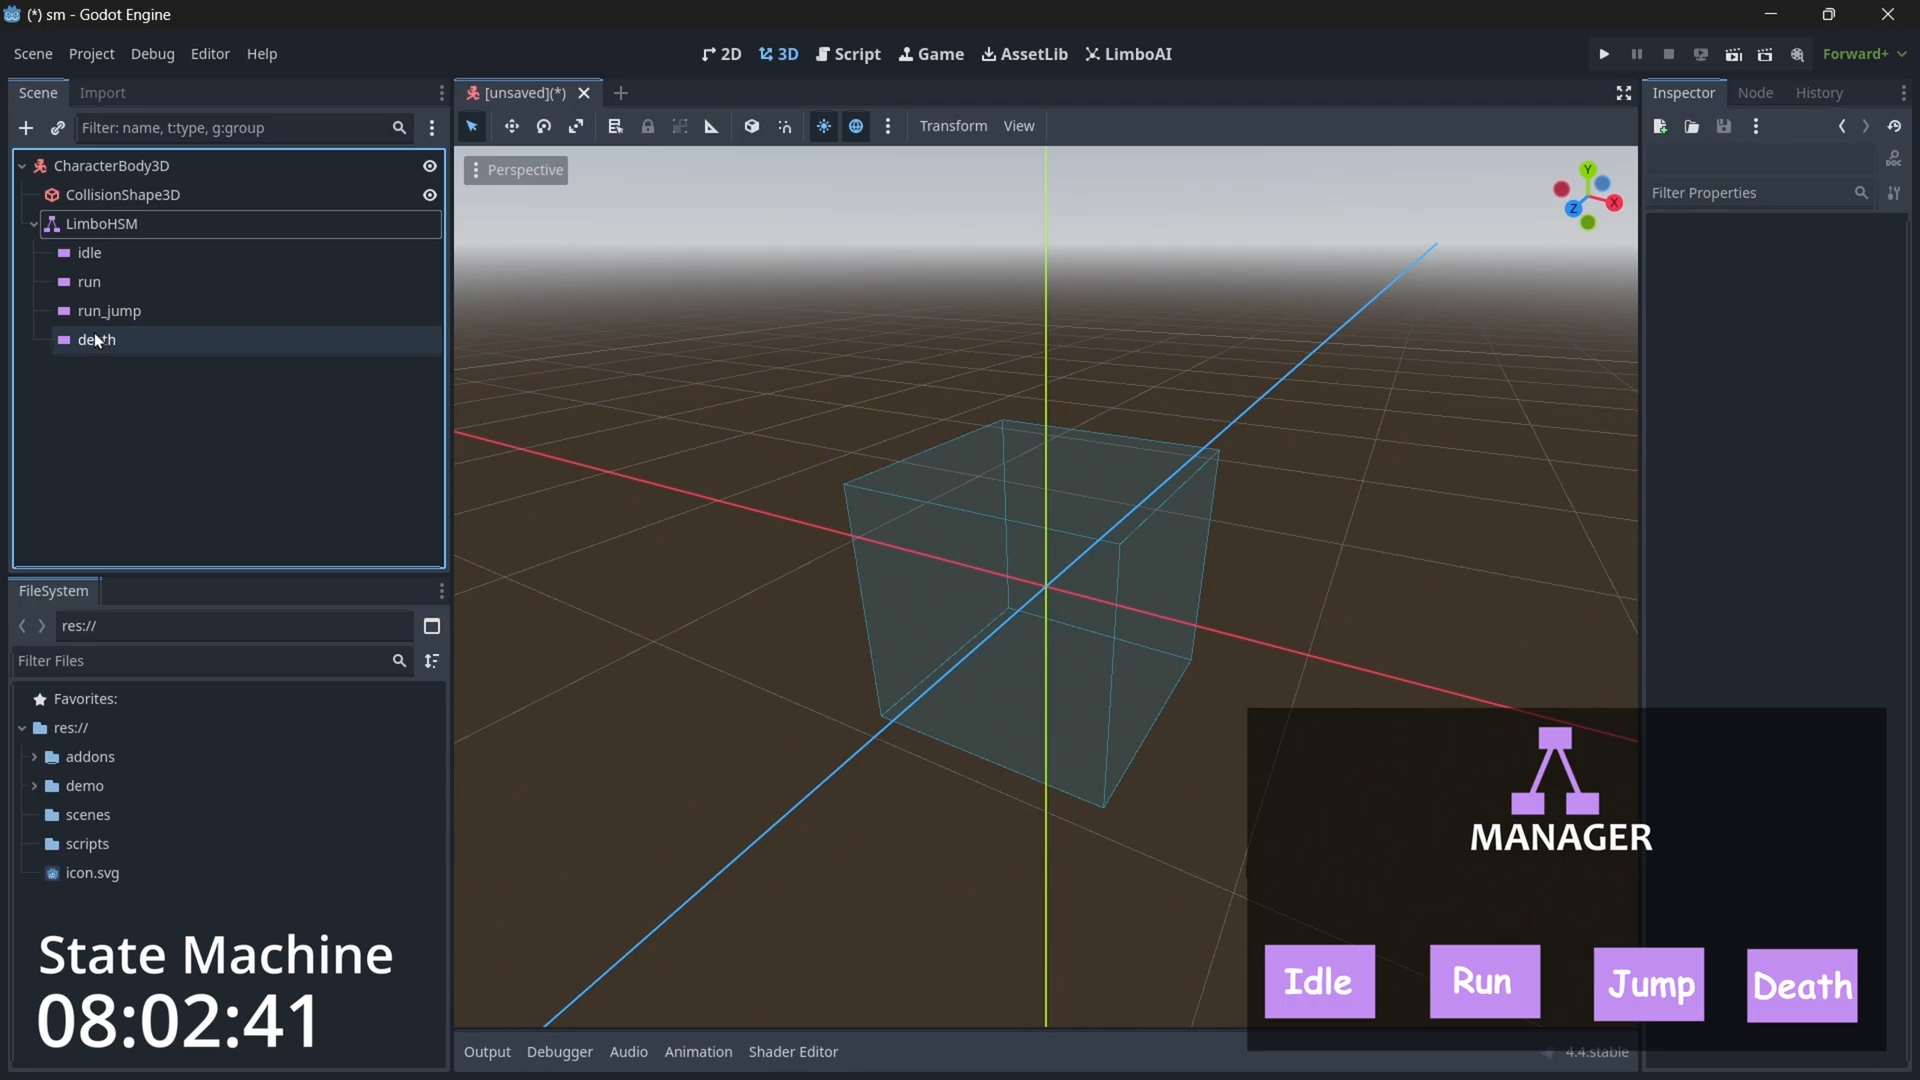 (*) sm - Godot Engine
Scene Project Debug Editor Help
2D 3D Script Game AssetLib LimboAI
Forward+
Scene Import
[unsaved](*)
Inspector Node History
Filter: name, t:type, g:group
Transform View
CharacterBody3D
CollisionShape3D
LimboHSM
idle
run
run_jump
death
Perspective
Y
X
Z
DOC
Filter Properties
FileSystem
res://
Filter Files
Favorites:
res://
addons
demo
scenes
scripts
icon.svg
State Machine
08:02:41
MANAGER
Idle Run Jump Death
Output Debugger Audio Animation Shader Editor
4.4.stable